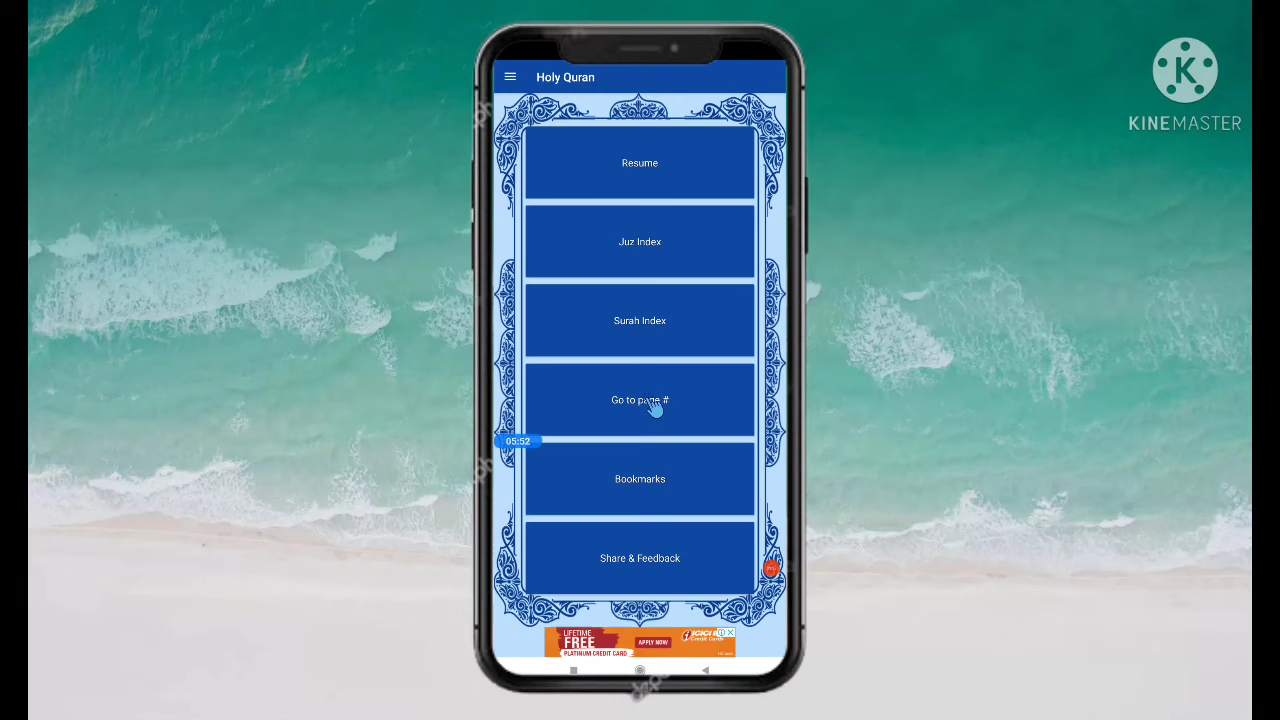 Holy Quran
K
KINEMASTER
Resume
Juz Index
Surah Index
Go to page #
05:52
Bookmarks
Share & Feedback
LIFETIME
FREE
PLATINUM CREDIT CARD
APPLY NOW
ICICI